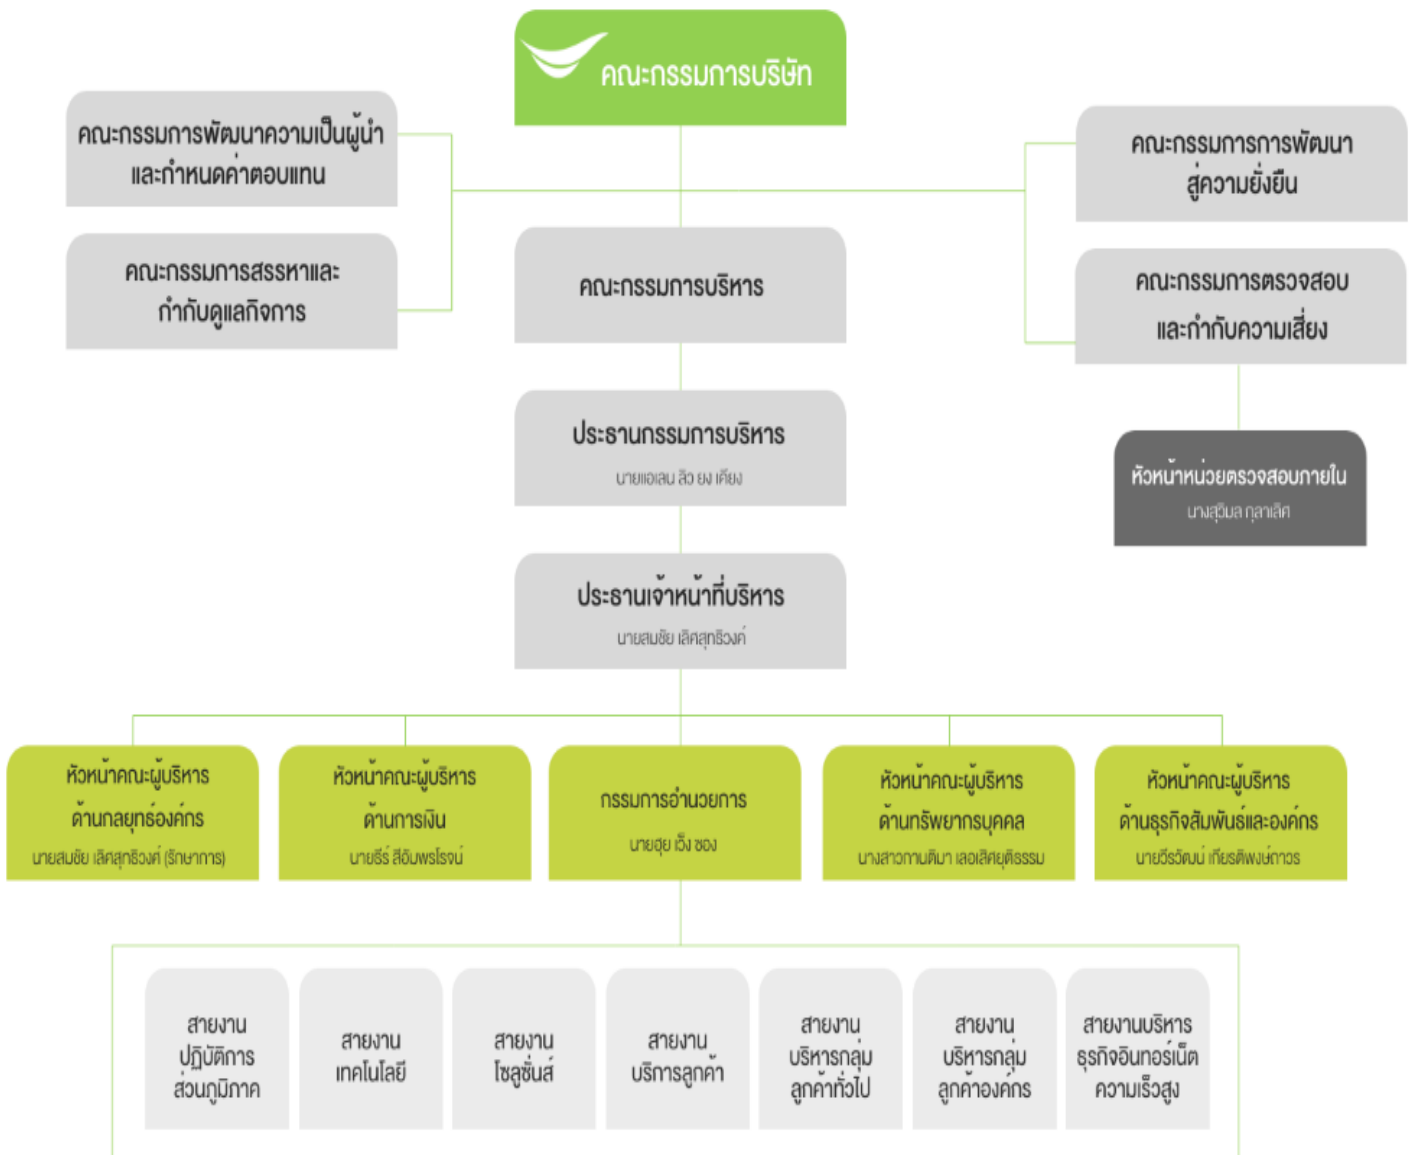 คณะกรรมการบริษัท
คณะกรรมการพัฒนาความเป็นผู้นำ
และกำหนดค่าตอบแทน
คณะกรรมการการพัฒนา
สู่ความยั่งยืน
คณะกรรมการสรรหาและ
กำกับดูแลกิจการ
คณะกรรมการบริหาร
คณะกรรมการตรวจสอบ
และกำกับความเสี่ยง
ประธานกรรมการบริหาร
นายแอเลน ลิว ยง เคียง
หัวหน้าหน่วยตรวจสอบภายใน
นางสุวิมล กุลาเลิศ
ประธานเจ้าหน้าที่บริหาร
นายสมชัย เลิศสุทธิวงค์
หัวหน้าคณะผู้บริหาร
ด้านกลยุทธ์องค์กร
นายสมชัย เลิศสุทธิวงค์ (รักษาการ)
หัวหน้าคณะผู้บริหาร
ด้านการเงิน
นายธีร์ สีอัมพรโรจน์
กรรมการอำนวยการ
นายฮุย เว็ง ชอง
หัวหน้าคณะผู้บริหาร
ด้านทรัพยากรบุคคล
นางสาวกานติมา เลอเลิศยุติธรรม
หัวหน้าคณะผู้บริหาร
ด้านธุรกิจสัมพันธ์และองค์กร
นายวีรวัฒน์ เกียรติพงษ์ถาวร
สายงาน
ปฏิบัติการ
ส่วนภูมิภาค
สายงาน
เทคโนโลยี
สายงาน
โซลูชั่นส์
สายงาน
บริการลูกค้า
สายงาน
บริหารกลุ่ม
ลูกค้าทั่วไป
สายงาน
บริหารกลุ่ม
ลูกค้าองค์กร
สายงานบริหาร
ธุรกิจอินทอร์เน็ต
ความเร็วสูง